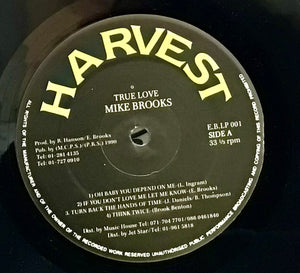 HARVEST
TRUE LOVE
MIKE BROOKS
Prod. by R. Hanson/E. Brooks
Pub by (M.C.P.S.)/(P.R.S.) 1990
Tel: 01-281 4135
Tel: 01-727 0910
E.B.LP 001
SIDE A
33 ⅓ rpm
1) OH BABY YOU DEPEND ON ME-(L. Ingram)
2) IF YOU DON'T LOVE ME LET ME KNOW-(E. Brooks)
3. TURN BACK THE HANDS OF TIME-(J. Daniels/B. Thompson)
4) THINK TWICE-(Brook Benton)
Dist by Music House Tel: 071-704 7701/986 0461840
Dist by Jet Star/Tel: 01-961 5818
ALL RIGHTS OF THE MANUFACTURER AND OF THE OWNER OF THE RECORDED WORK RESERVED UNAUTHORISED PUBLIC PERFORMANCE BROADCASTING AND COPYING OF THIS RECORD PROHIBITED